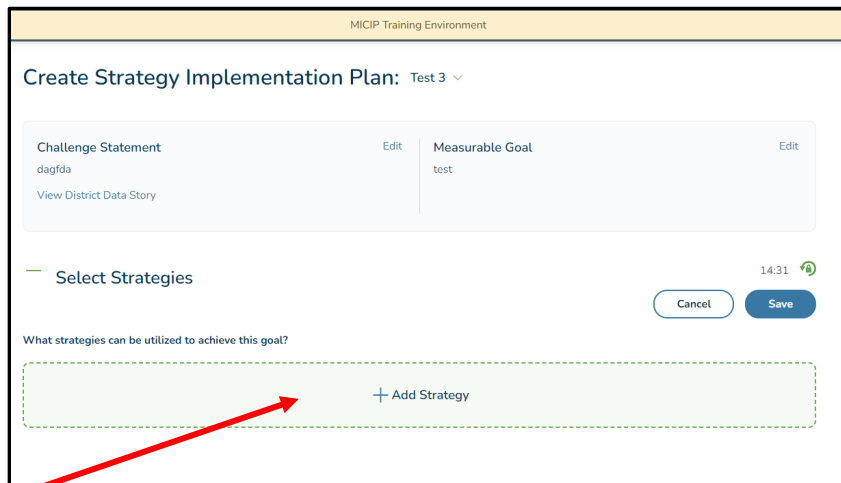 MICIP Training Environment
Create Strategy Implementation Plan: Test 3
Challenge Statement Edit
dagfda
View District Data Story
Measurable Goal Edit
test
Select Strategies
14:31
Cancel Save
What strategies can be utilized to achieve this goal?
+ Add Strategy